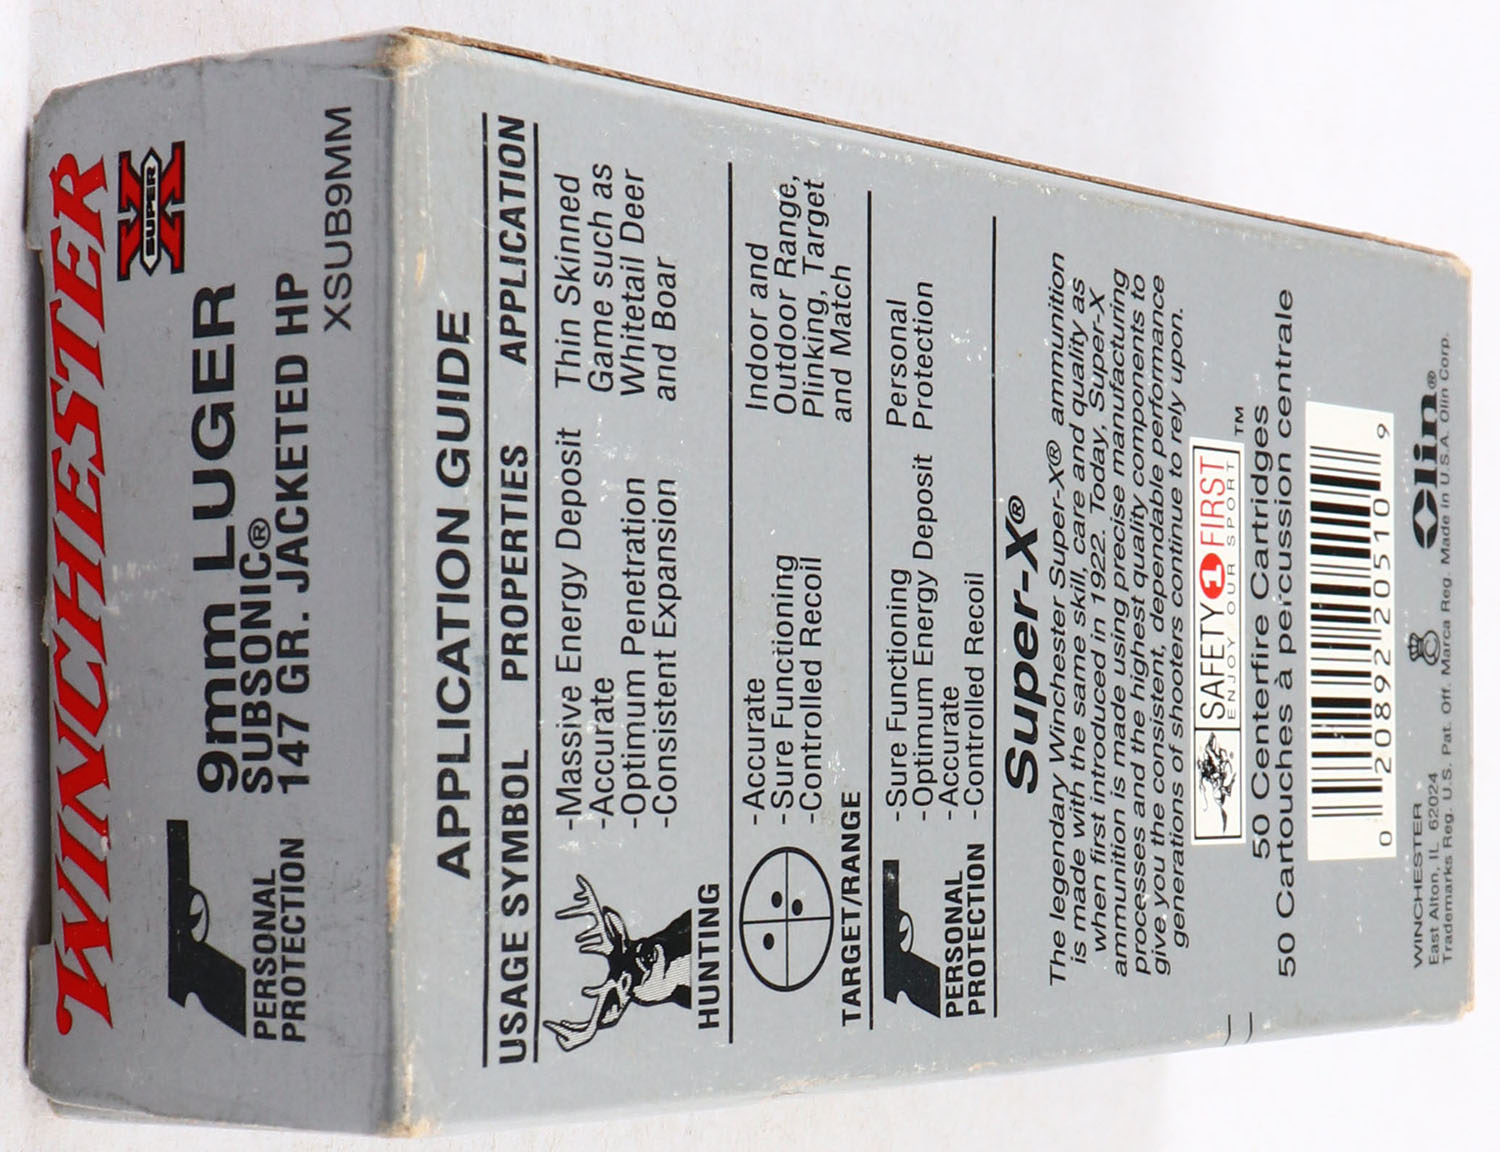 WINCHESTER
SUPER X
9mm LUGER
SUBSONIC®
147 GR. JACKETED HP
XSUB9MM
PERSONAL
PROTECTION
APPLICATION GUIDE
USAGE SYMBOL PROPERTIES APPLICATION
HUNTING
-Massive Energy Deposit
-Accurate
-Optimum Penetration
-Consistent Expansion
Thin Skinned
Game such as
Whitetail Deer
and Boar
TARGET/RANGE
-Accurate
-Sure Functioning
-Controlled Recoil
Indoor and
Outdoor Range,
Plinking, Target
and Match
PERSONAL
PROTECTION
-Sure Functioning
-Optimum Energy Deposit
-Accurate
-Controlled Recoil
Personal
Protection
Super-X®
The legendary Winchester Super-X® ammunition
is made with the same skill, care and quality as
when first introduced in 1922. Today, Super-X
ammunition is made using precise manufacturing
processes and the highest quality components to
give you the consistent, dependable performance
generations of shooters continue to rely upon.
SAFETY 1 FIRST
ENJOY OUR SPORT
TM
50 Centerfire Cartridges
50 Cartouches à percussion centrale
0 20892 20510 9
WINCHESTER
East Alton, IL 62024
Trademarks Reg. U.S. Pat. Off. Marca Reg. Made in U.S.A. Olin Corp.
Olin®